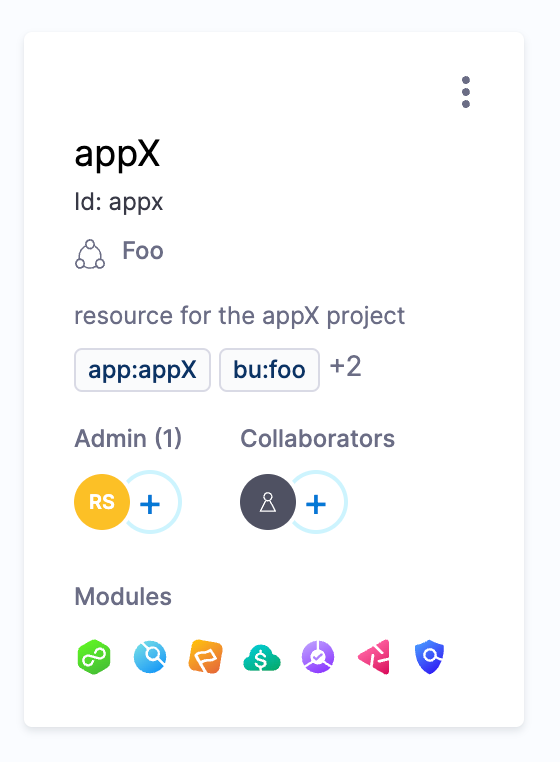 appX
Id: appx
Foo
resource for the appX project
app:appX bu:foo +2
Admin (1) Collaborators
RS + +
Modules
$